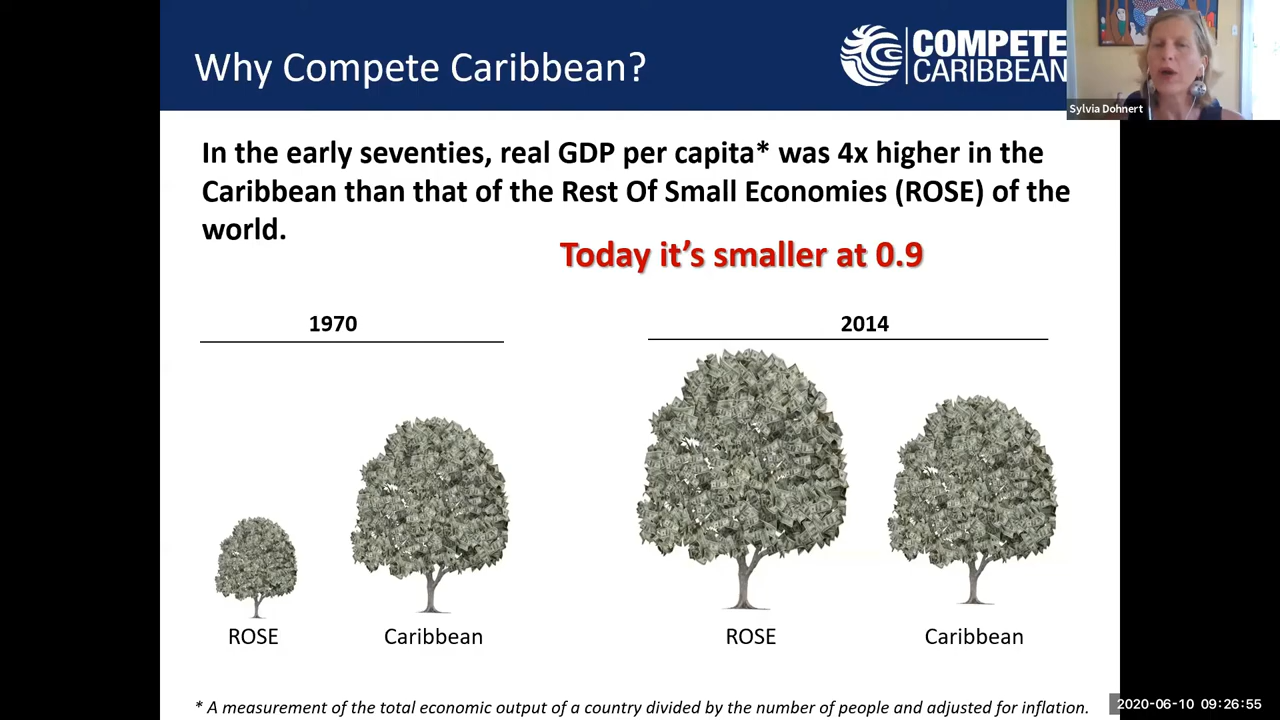 Why Compete Caribbean?
COMPETE
CARIBBEAN
Sylvia Dohnert
In the early seventies, real GDP per capita* was 4x higher in the
Caribbean than that of the Rest Of Small Economies (ROSE) of the
world.
Today it's smaller at 0.9
1970
2014
ROSE
Caribbean
ROSE
Caribbean
* A measurement of the total economic output of a country divided by the number of people and adjusted for inflation.
2020-06-10 09:26:55